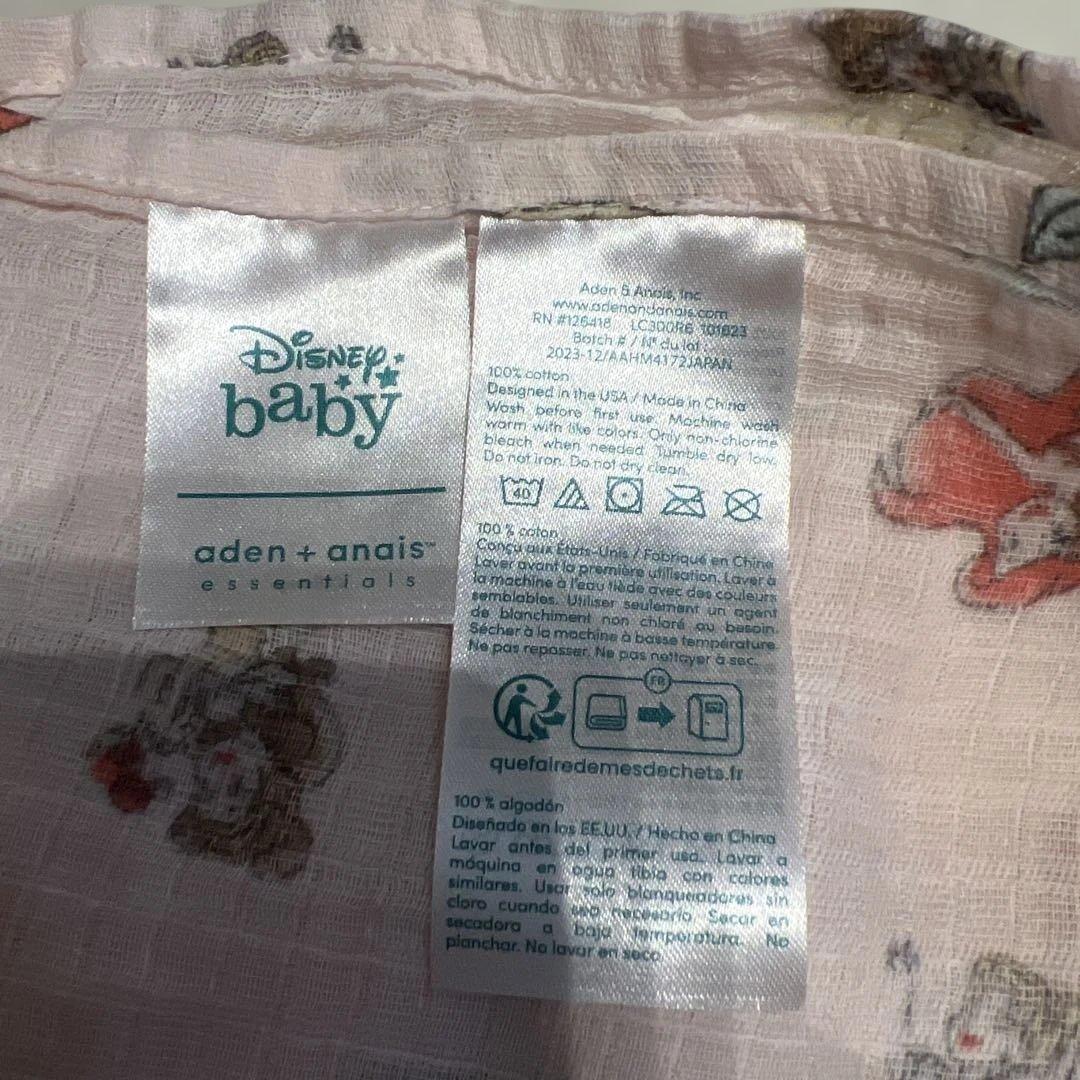 Disney
baby
aden + anais™
essentials
Aden & Anais, Inc
www.adenandanais.com
RN #126418 LC300R6 101623
Batch # / N° du lot
2023-12/AAHM4172JAPAN
100% cotton
Designed in the USA / Made in China
Wash before first use. Machine wash
warm with like colors. Only non-chlorine
bleach when needed. Tumble dry low.
Do not iron. Do not dry clean.
40
100 % coton
Conçu aux États-Unis / Fabriqué en Chine
Laver avant la première utilisation. Laver à
la machine à l'eau tiède avec des couleurs
semblables. Utiliser seulement un agent
de blanchiment non chloré au besoin.
Sécher à la machine à basse température.
Ne pas repasser. Ne pas nettoyer à sec.
FR
quefairedemesdechets.fr
100 % algodón
Diseñado en los EE.UU. / Hecho en China
Lavar antes del primer uso. Lavar a
máquina en agua tibia con colores
similares. Usar solo blanqueadores sin
cloro cuando sea necesario. Secar en
secadora a baja temperatura. No
planchar. No lavar en seco.